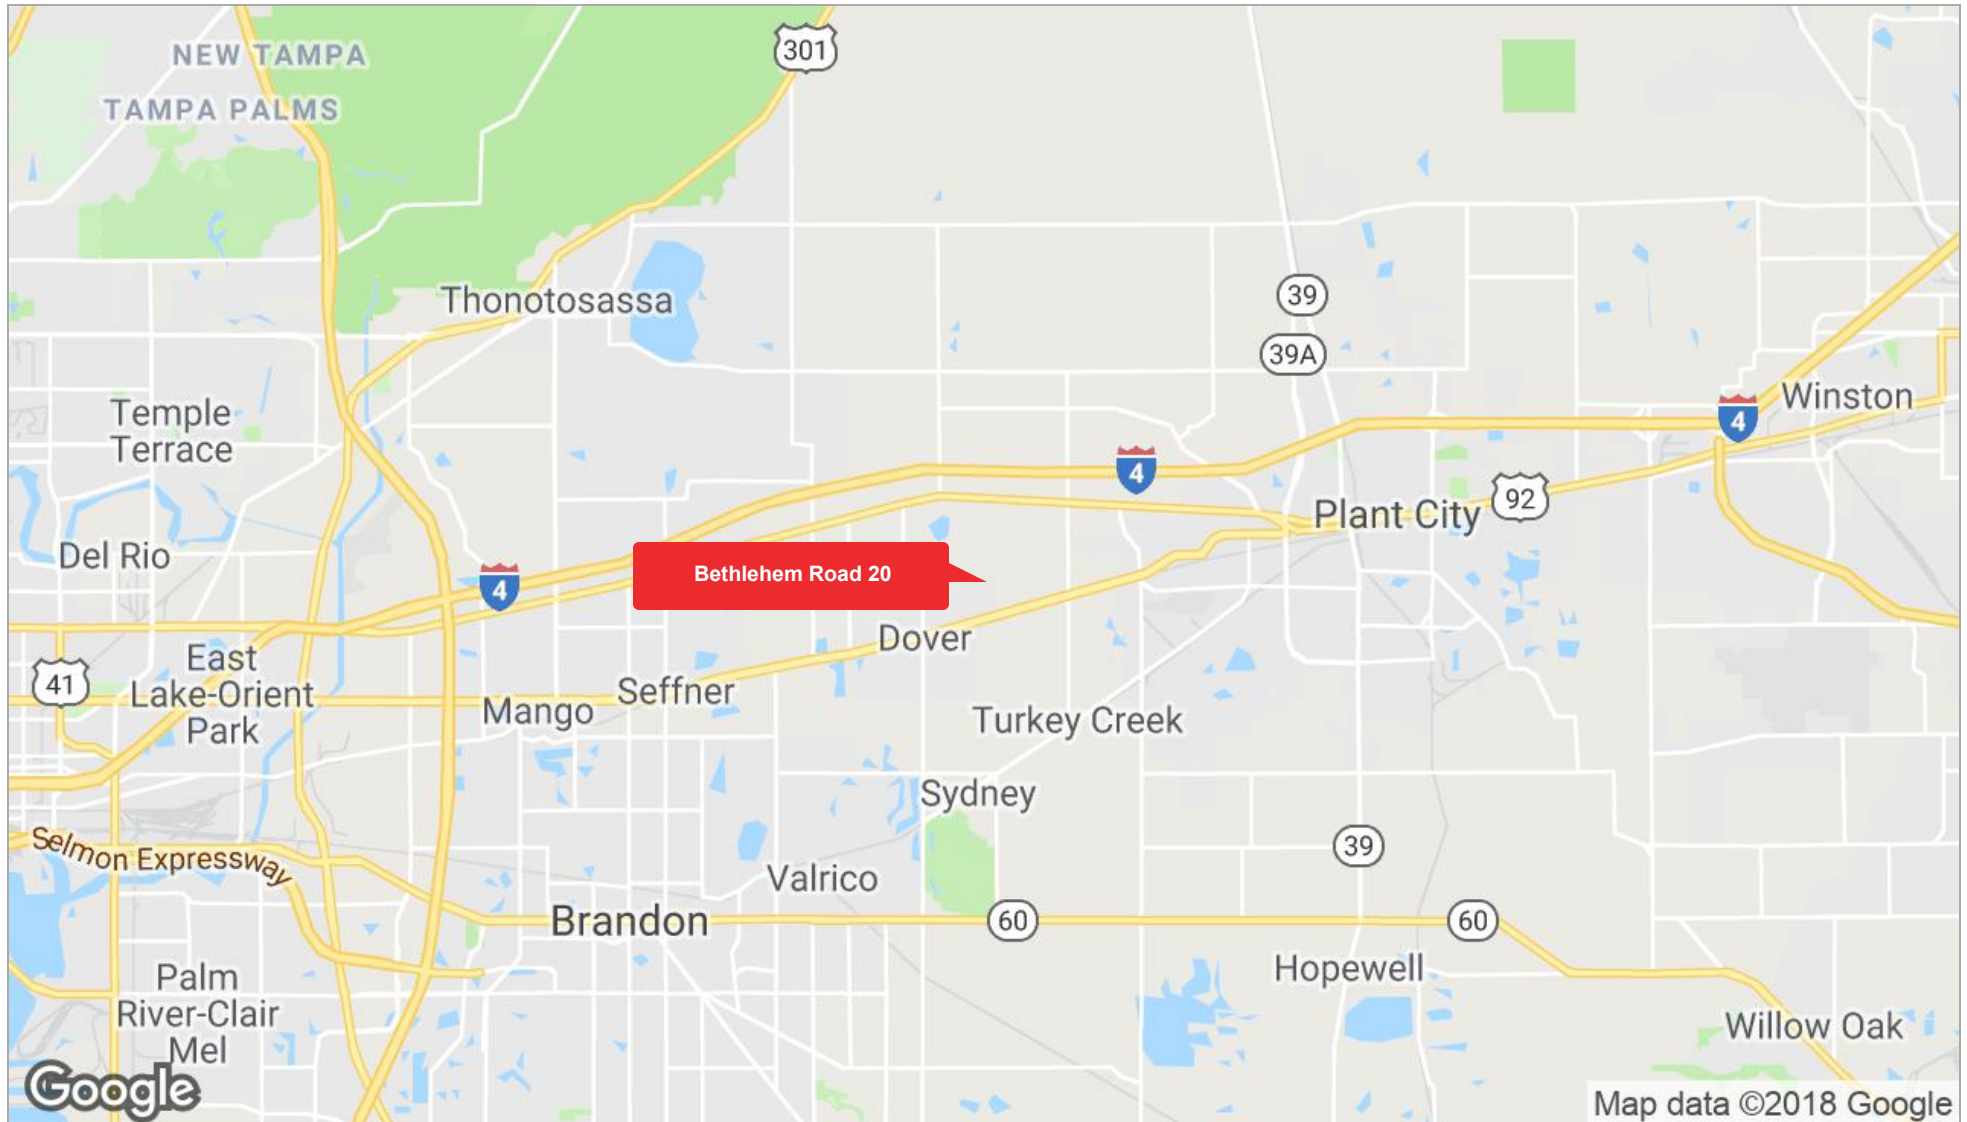 NEW TAMPA
301
TAMPA PALMS
Thonotosassa
39
39A
Winston
Temple
Terrace
4
4
Plant City
92
Del Rio
4
Bethlehem Road 20
Dover
East
Lake-Orient
Park
41
Mango
Seffner
Turkey Creek
Sydney
Selmon Expressway
39
Valrico
Brandon
60
60
Hopewell
Palm
River-Clair
Mel
Willow Oak
Google
Map data ©2018 Google